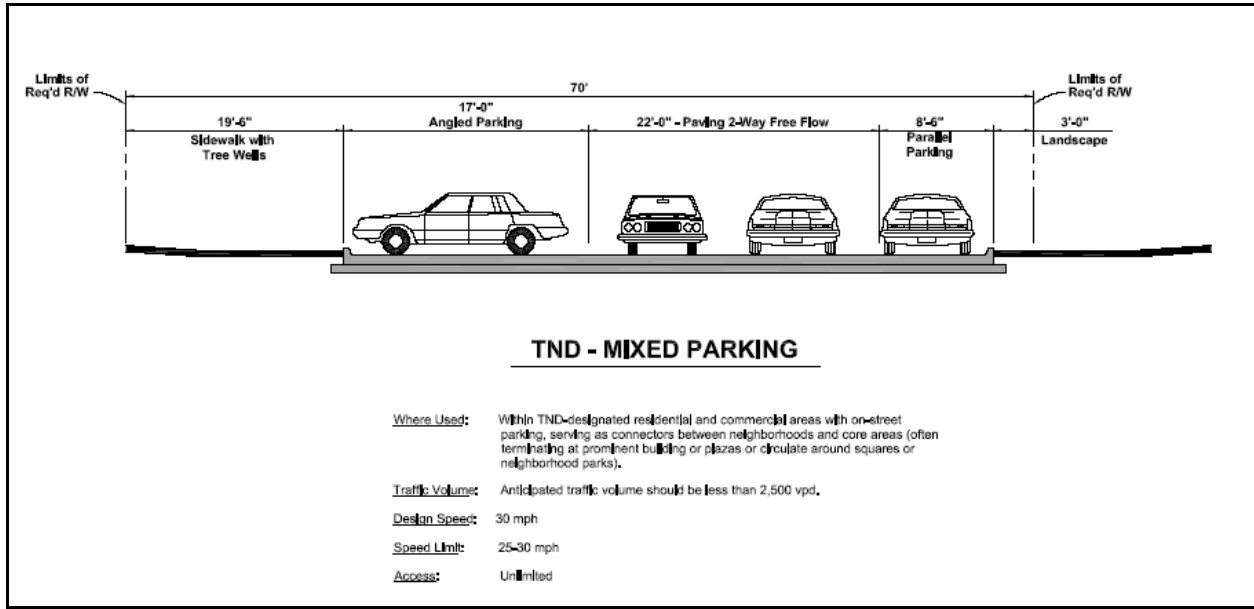 Limits of
Req'd R/W
70'
Limits of
Req'd R/W
19'-6"
Sidewalk with
Tree Wells
17'-0"
Angled Parking
22'-0" - Paving 2-Way Free Flow
8'-6"
Parallel
Parking
3'-0"
Landscape
TND - MIXED PARKING
Where Used: Within TND-designated residential and commercial areas with on-street
parking, serving as connectors between neighborhoods and core areas (often
terminating at prominent building or plazas or circulate around squares or
neighborhood parks).
Traffic Volume: Anticipated traffic volume should be less than 2,500 vpd.
Design Speed: 30 mph
Speed Limit: 25-30 mph
Access: Unlimited